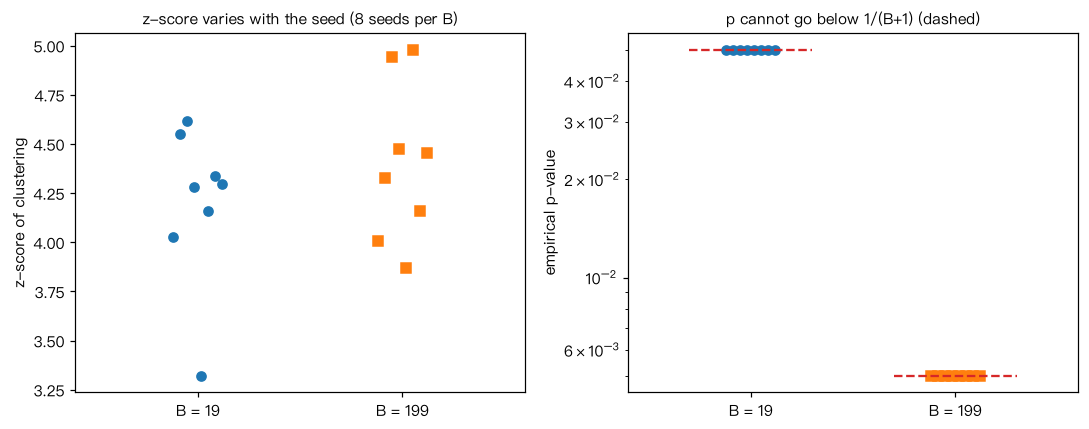 z-score varies with the seed (8 seeds per B)
z-score of clustering
5.00
4.75
4.50
4.25
4.00
3.75
3.50
3.25
B = 19
B = 199
p cannot go below 1/(B+1) (dashed)
empirical p-value
4×10⁻²
3×10⁻²
2×10⁻²
10⁻²
6×10⁻³
B = 19
B = 199